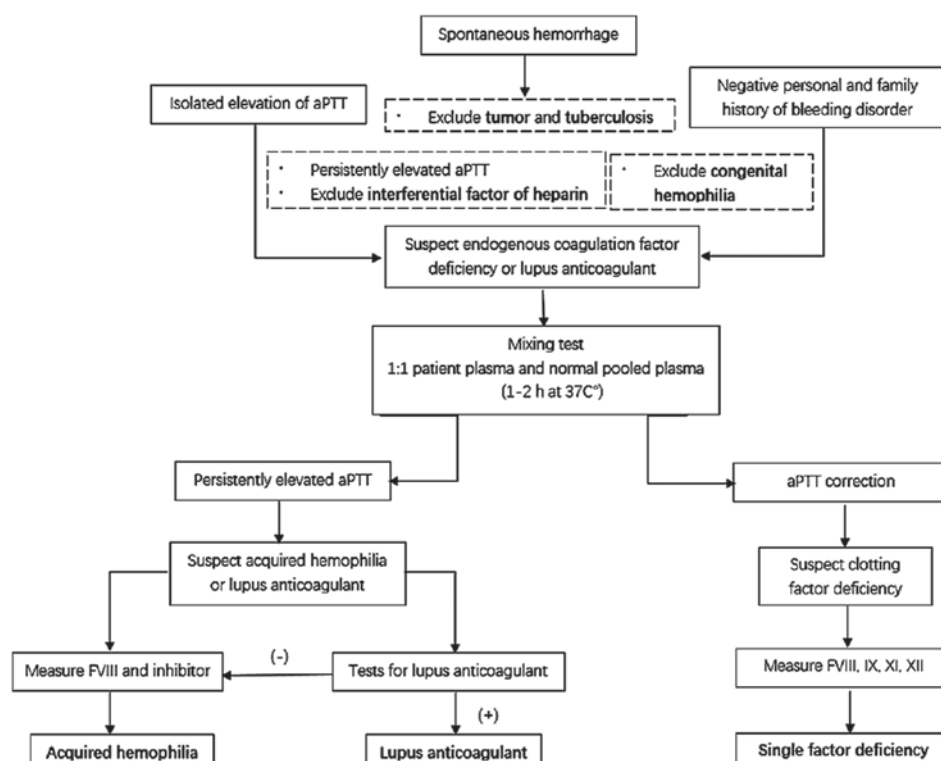 Spontaneous hemorrhage
Isolated elevation of aPTT
Negative personal and family
history of bleeding disorder
· Exclude tumor and tuberculosis
· Persistently elevated aPTT
· Exclude interferential factor of heparin
· Exclude congenital
hemophilia
Suspect endogenous coagulation factor
deficiency or lupus anticoagulant
Mixing test
1:1 patient plasma and normal pooled plasma
(1-2 h at 37C°)
Persistently elevated aPTT
aPTT correction
Suspect acquired hemophilia
or lupus anticoagulant
Suspect clotting
factor deficiency
Measure FVIII and inhibitor
(-)
Tests for lupus anticoagulant
Measure FVIII, IX, XI, XII
(+)
Acquired hemophilia
Lupus anticoagulant
Single factor deficiency